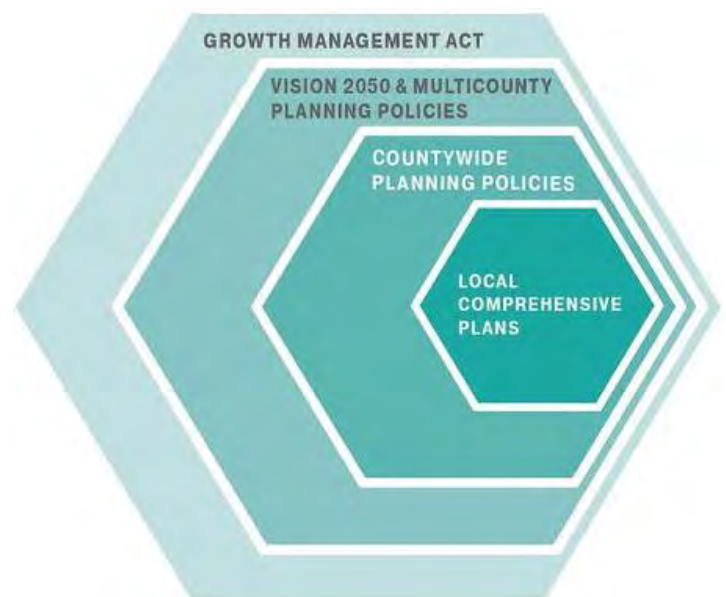 GROWTH MANAGEMENT ACT
VISION 2050 & MULTICOUNTY
PLANNING POLICIES
COUNTYWIDE
PLANNING POLICIES
LOCAL
COMPREHENSIVE
PLANS